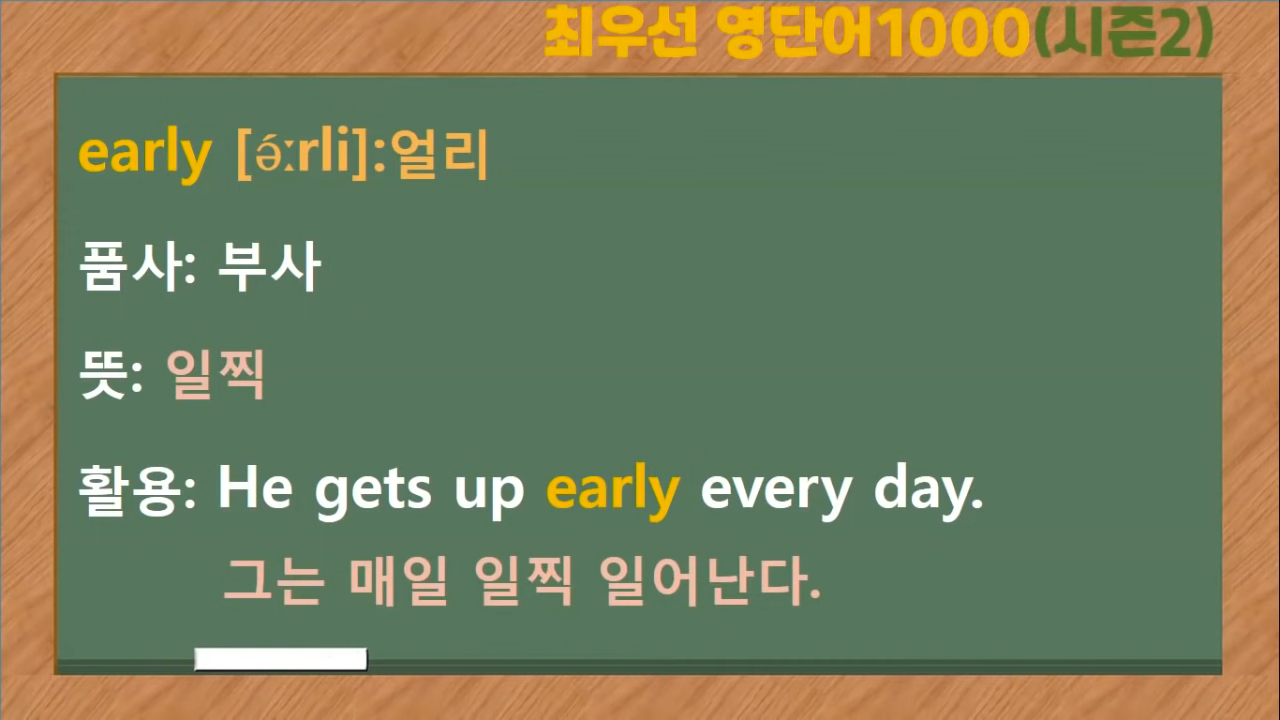 최우선 영단어1000(시즌2)
early [ə́ːrli]:얼리
품사: 부사
뜻: 일찍
활용: He gets up early every day.
그는 매일 일찍 일어난다.